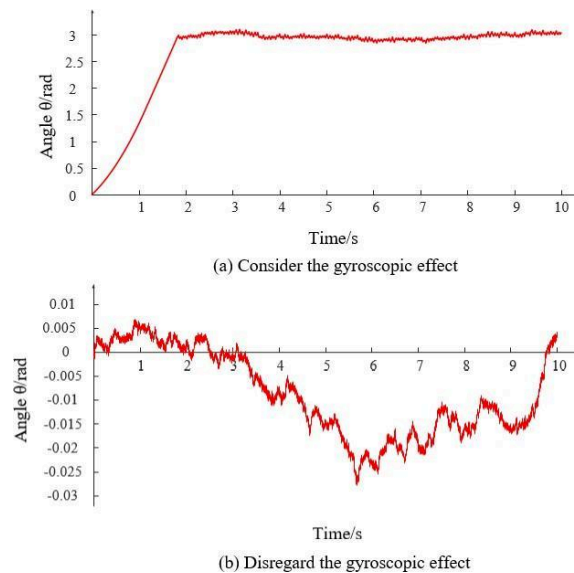 3
2.5
2
1.5
1
0.5
0
Angle θ/rad
1 2 3 4 5 6 7 8 9 10
Time/s
(a) Consider the gyroscopic effect
0.01
0.005
0
-0.005
-0.01
-0.015
-0.02
-0.025
-0.03
Angle θ/rad
1 2 3 4 5 6 7 8 9 10
Time/s
(b) Disregard the gyroscopic effect